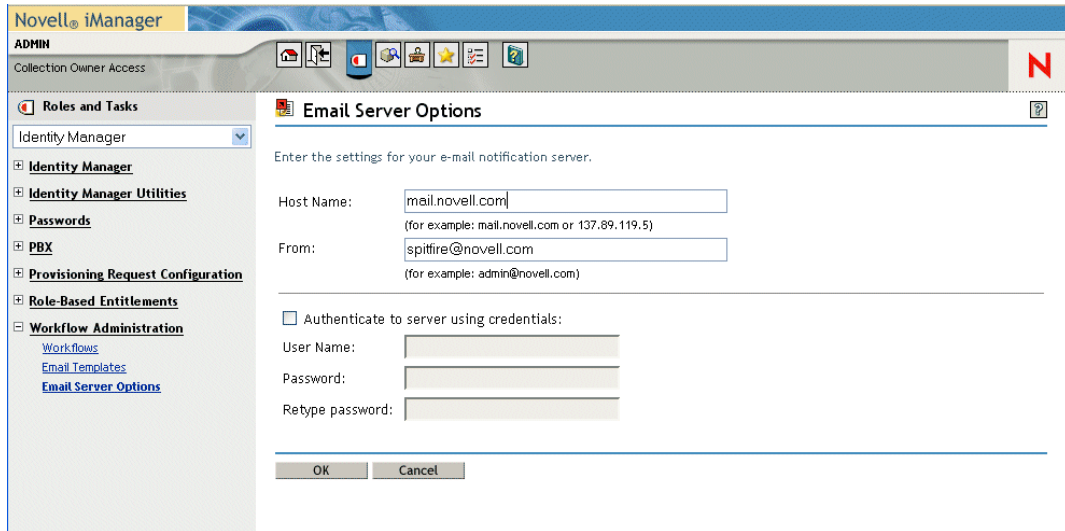 Novell® iManager
ADMIN
Collection Owner Access
N
Roles and Tasks
Identity Manager
Identity Manager
Identity Manager Utilities
Passwords
PBX
Provisioning Request Configuration
Role-Based Entitlements
Workflow Administration
Workflows
Email Templates
Email Server Options
Email Server Options
?
Enter the settings for your e-mail notification server.
Host Name: mail.novell.com
(for example: mail.novell.com or 137.89.119.5)
From: spitfire@novell.com
(for example: admin@novell.com)
Authenticate to server using credentials:
User Name:
Password:
Retype password:
OK Cancel